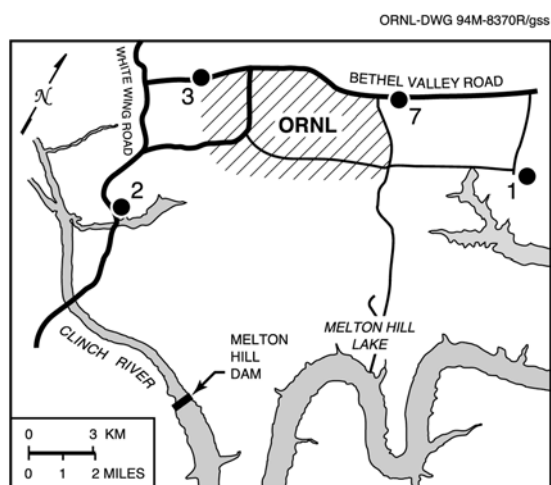 ORNL-DWG 94M-8370R/gss
N
WHITE WING ROAD
3
BETHEL VALLEY ROAD
7
ORNL
1
2
CLINCH RIVER
MELTON
HILL
DAM
MELTON HILL
LAKE
0 3 KM
0 1 2 MILES